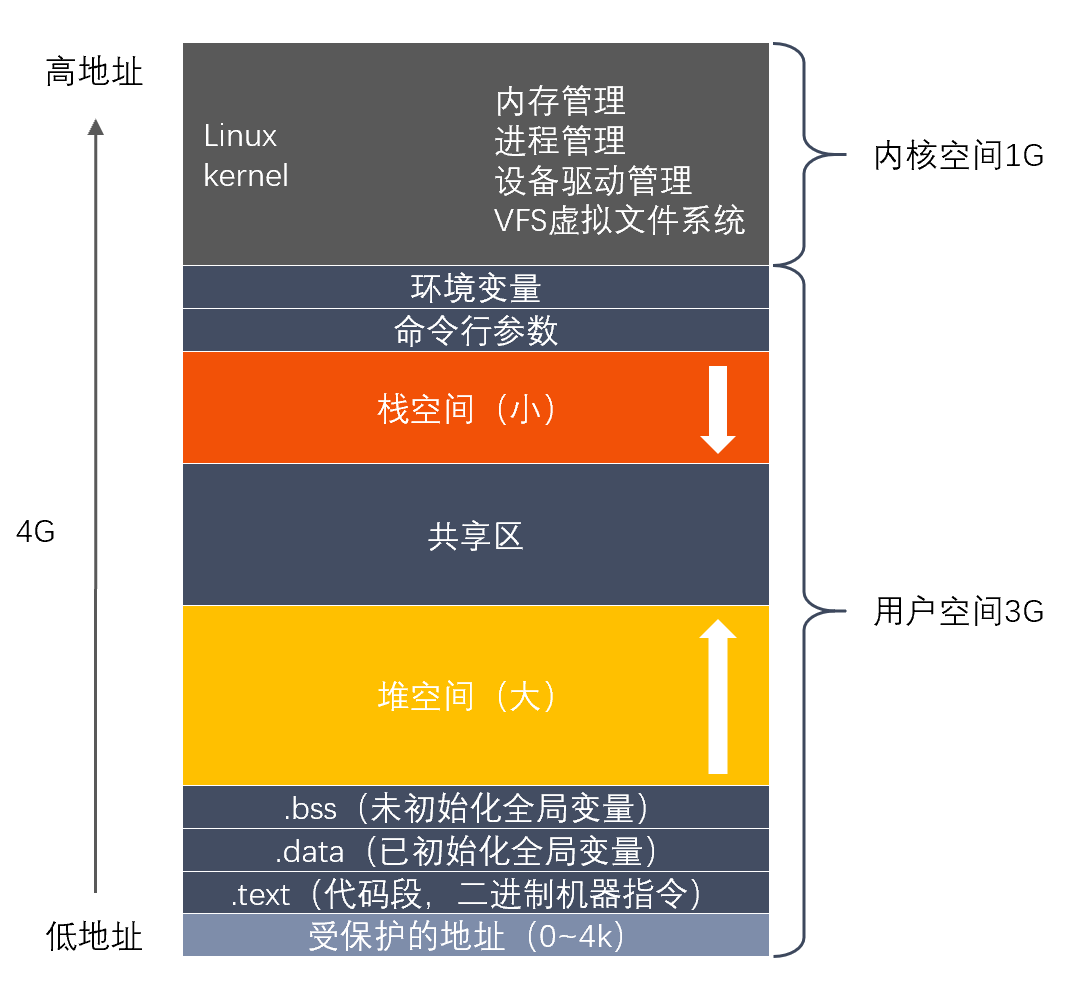 高地址
Linux
kernel
内存管理
进程管理
设备驱动管理
VFS虚拟文件系统
内核空间1G
环境变量
命令行参数
栈空间（小）
4G
共享区
用户空间3G
堆空间（大）
.bss（未初始化全局变量）
.data（已初始化全局变量）
.text（代码段，二进制机器指令）
低地址
受保护的地址（0~4k）